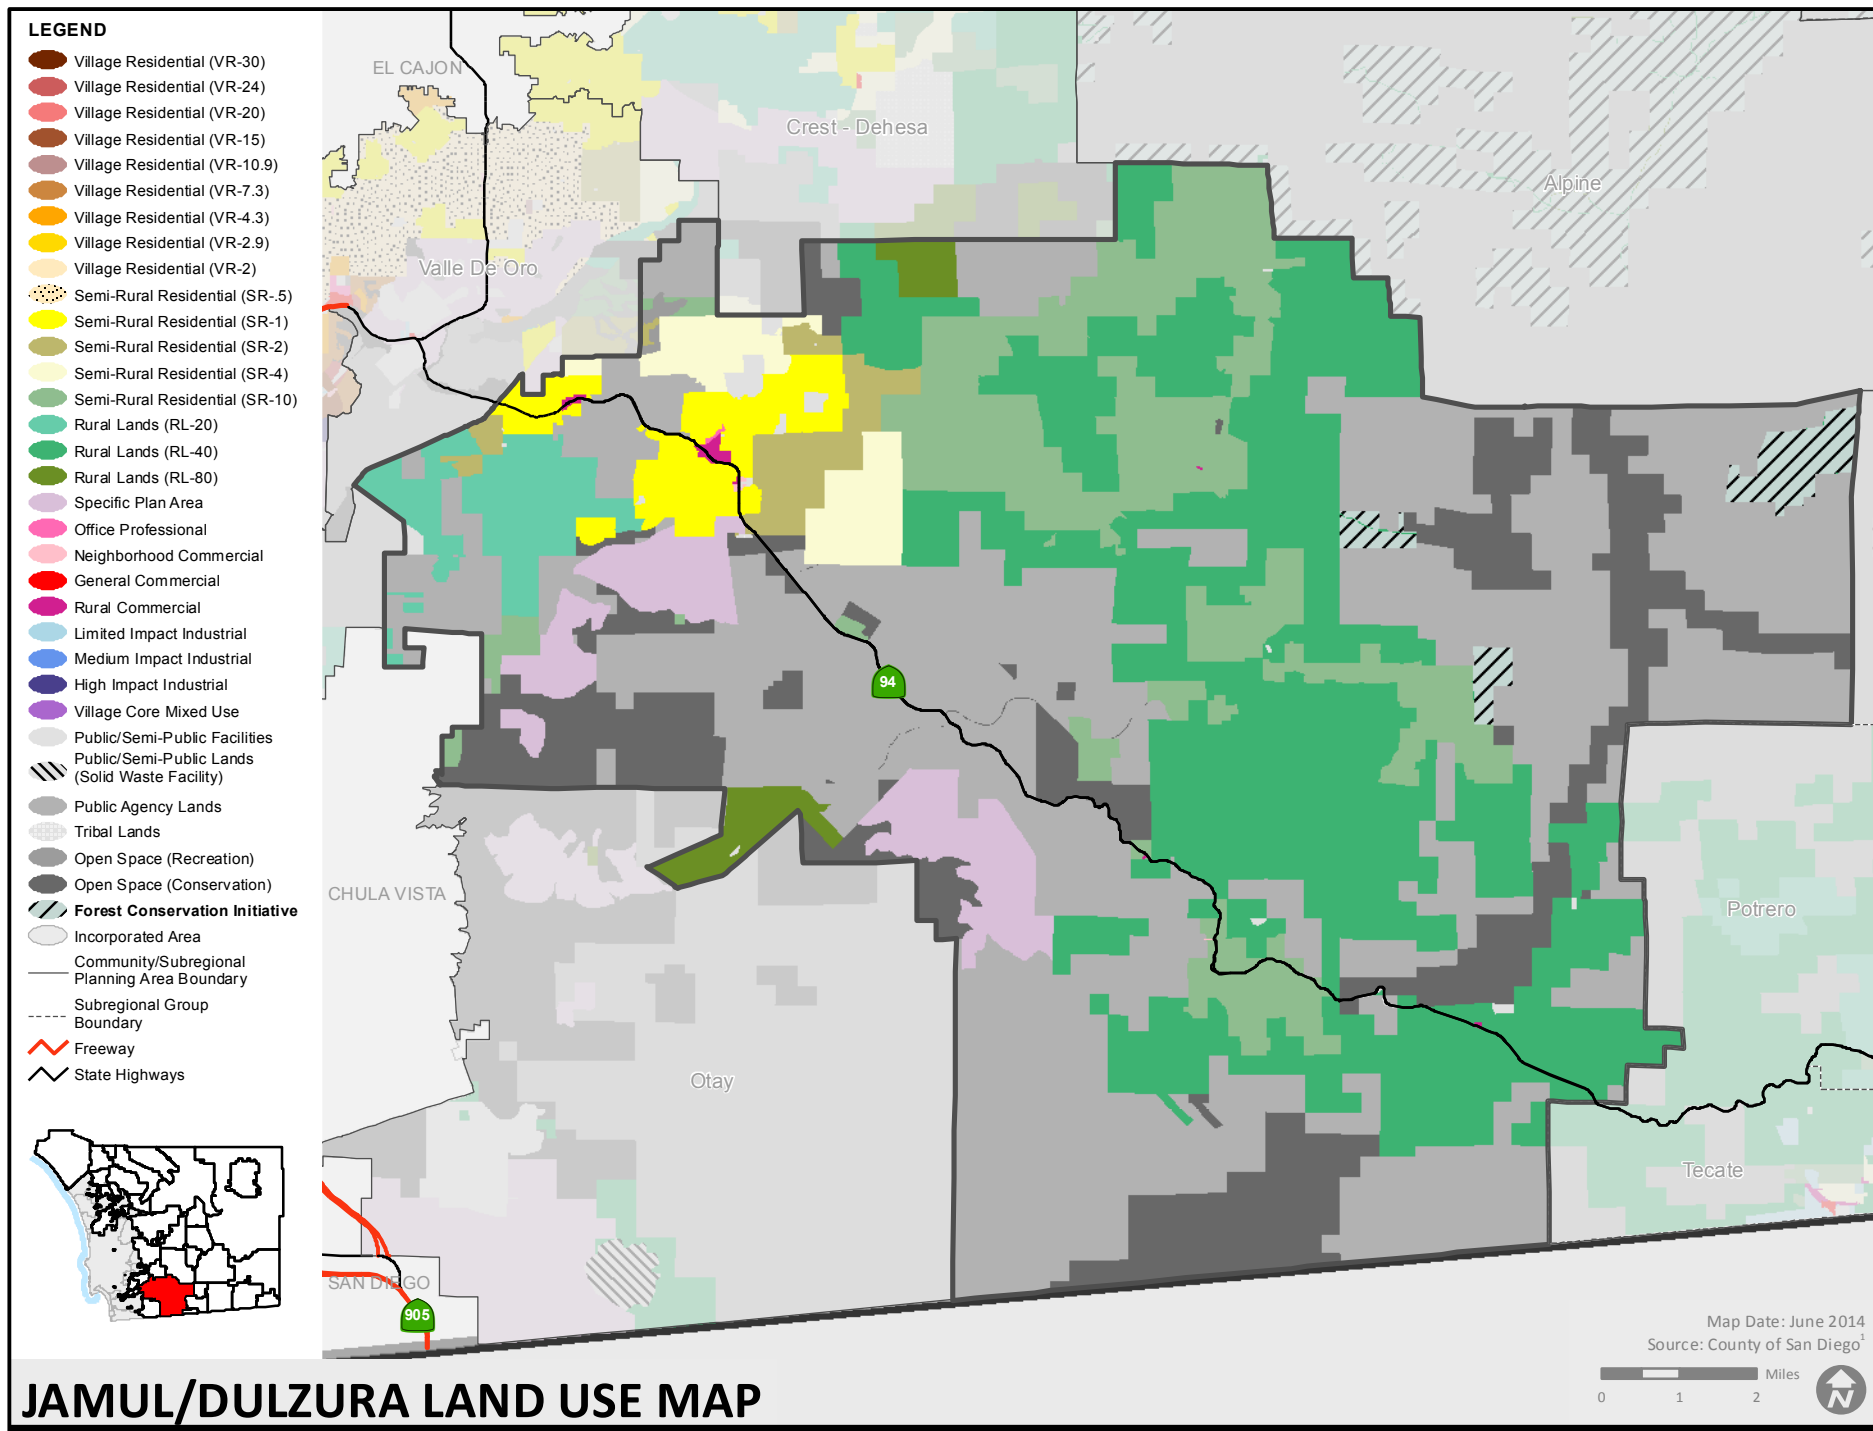 LEGEND
Village Residential (VR-30)
Village Residential (VR-24)
Village Residential (VR-20)
Village Residential (VR-15)
Village Residential (VR-10.9)
Village Residential (VR-7.3)
Village Residential (VR-4.3)
Village Residential (VR-2.9)
Village Residential (VR-2)
Semi-Rural Residential (SR-.5)
Semi-Rural Residential (SR-1)
Semi-Rural Residential (SR-2)
Semi-Rural Residential (SR-4)
Semi-Rural Residential (SR-10)
Rural Lands (RL-20)
Rural Lands (RL-40)
Rural Lands (RL-80)
Specific Plan Area
Office Professional
Neighborhood Commercial
General Commercial
Rural Commercial
Limited Impact Industrial
Medium Impact Industrial
High Impact Industrial
Village Core Mixed Use
Public/Semi-Public Facilities
Public/Semi-Public Lands
(Solid Waste Facility)
Public Agency Lands
Tribal Lands
Open Space (Recreation)
Open Space (Conservation)
Forest Conservation Initiative
Incorporated Area
Community/Subregional
Planning Area Boundary
Subregional Group
Boundary
Freeway
State Highways
EL CAJON
Crest - Dehesa
Alpine
Valle De Oro
94
CHULA VISTA
Potrero
Otay
Tecate
SAN DIEGO
905
Map Date: June 2014
Source: County of San Diego1
Miles
0 1 2
N
JAMUL/DULZURA LAND USE MAP